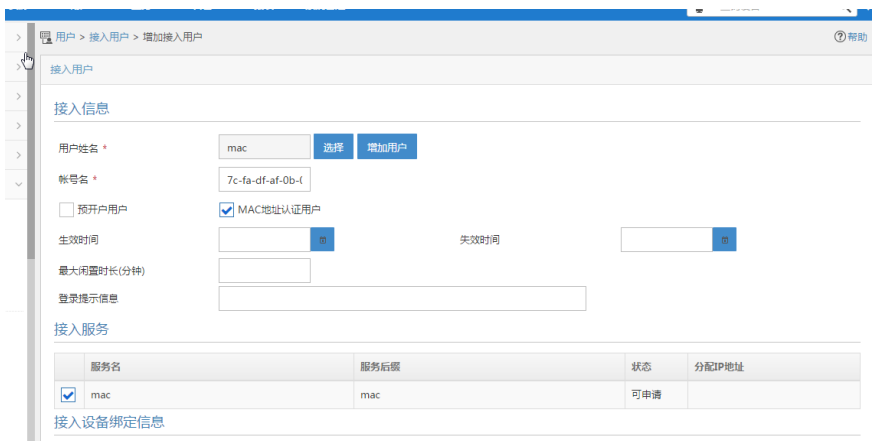 用户 > 接入用户 > 增加接入用户
帮助
接入用户
接入信息
用户姓名 * mac 选择 增加用户
帐号名 * 7c-fa-df-af-0b-(
预开户用户 MAC地址认证用户
生效时间 失效时间
最大闲置时长(分钟)
登录提示信息
接入服务
服务名 服务后缀 状态 分配IP地址
mac mac 可申请
接入设备绑定信息